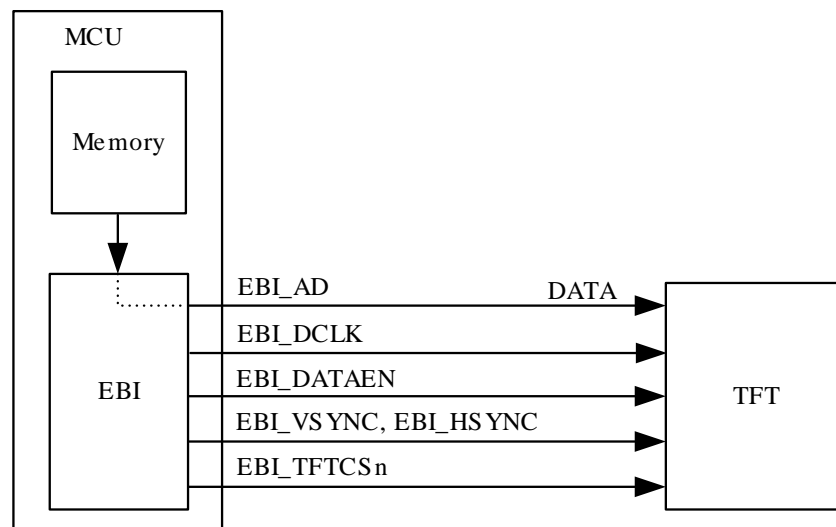 MCU
Memory
EBI_AD DATA
EBI_DCLK
EBI_DATAEN
EBI TFT
EBI_VSYNC, EBI_HSYNC
EBI_TFTCSn